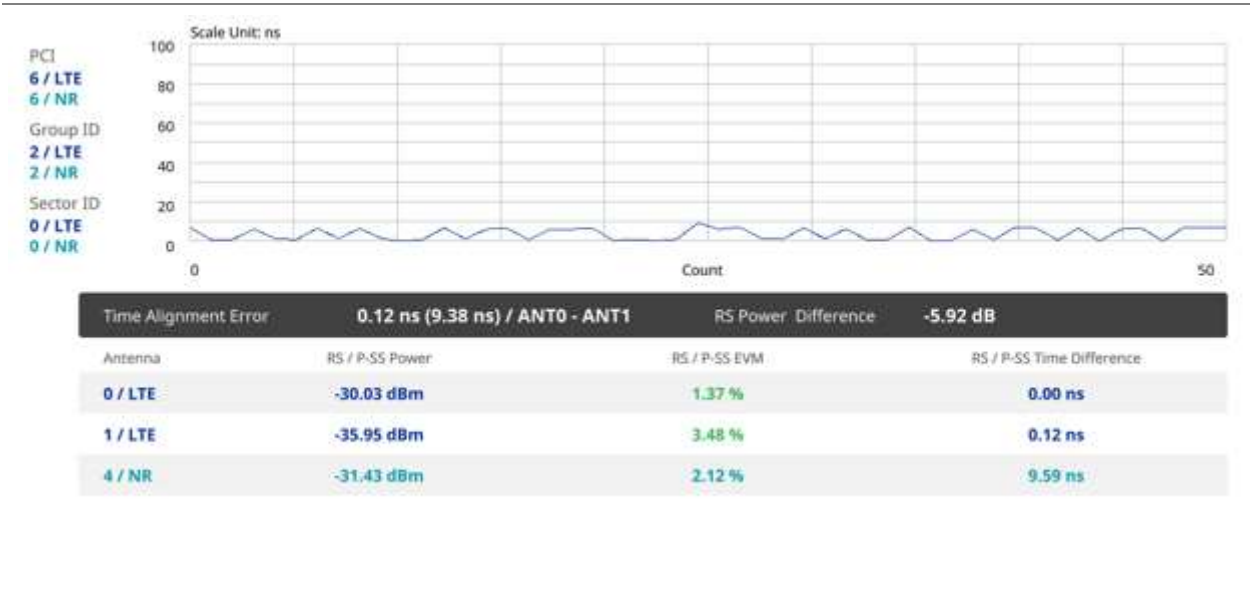 Scale Unit: ns
PCI
6 / LTE
6 / NR
Group ID
2 / LTE
2 / NR
Sector ID
0 / LTE
0 / NR
100
80
60
40
20
0
0 Count 50
Time Alignment Error 0.12 ns (9.38 ns) / ANT0 - ANT1 RS Power Difference -5.92 dB
Antenna RS / P-SS Power RS / P-SS EVM RS / P-SS Time Difference
0 / LTE -30.03 dBm 1.37 % 0.00 ns
1 / LTE -35.95 dBm 3.48 % 0.12 ns
4 / NR -31.43 dBm 2.12 % 9.59 ns